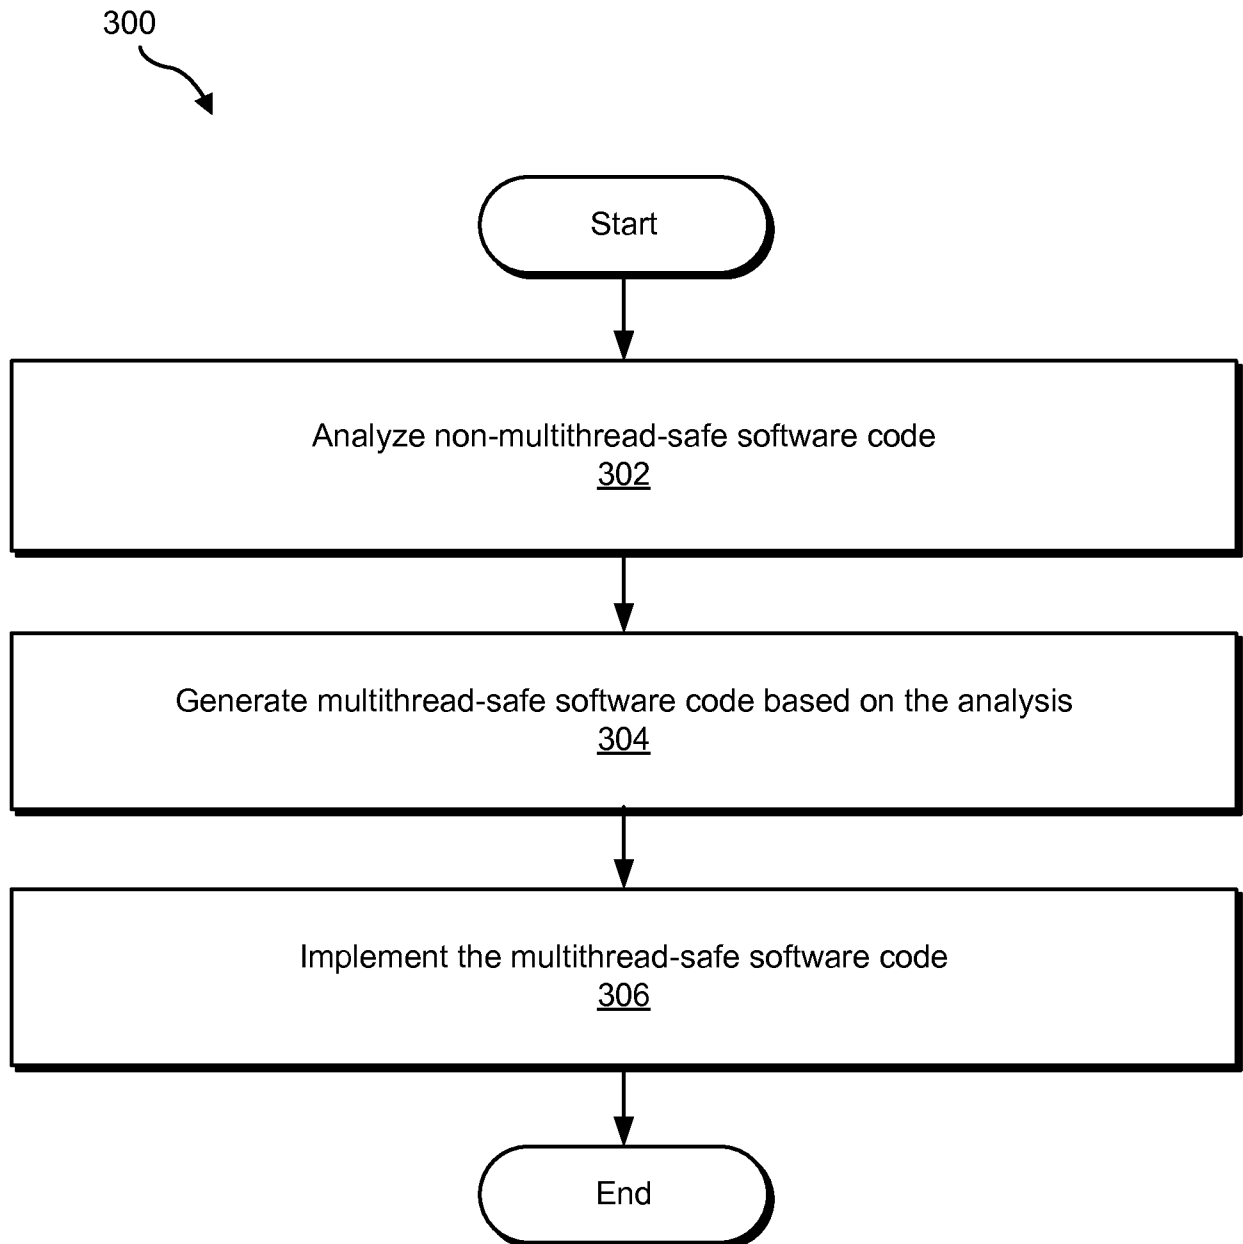 300
Start
Analyze non-multithread-safe software code
302
Generate multithread-safe software code based on the analysis
304
Implement the multithread-safe software code
306
End